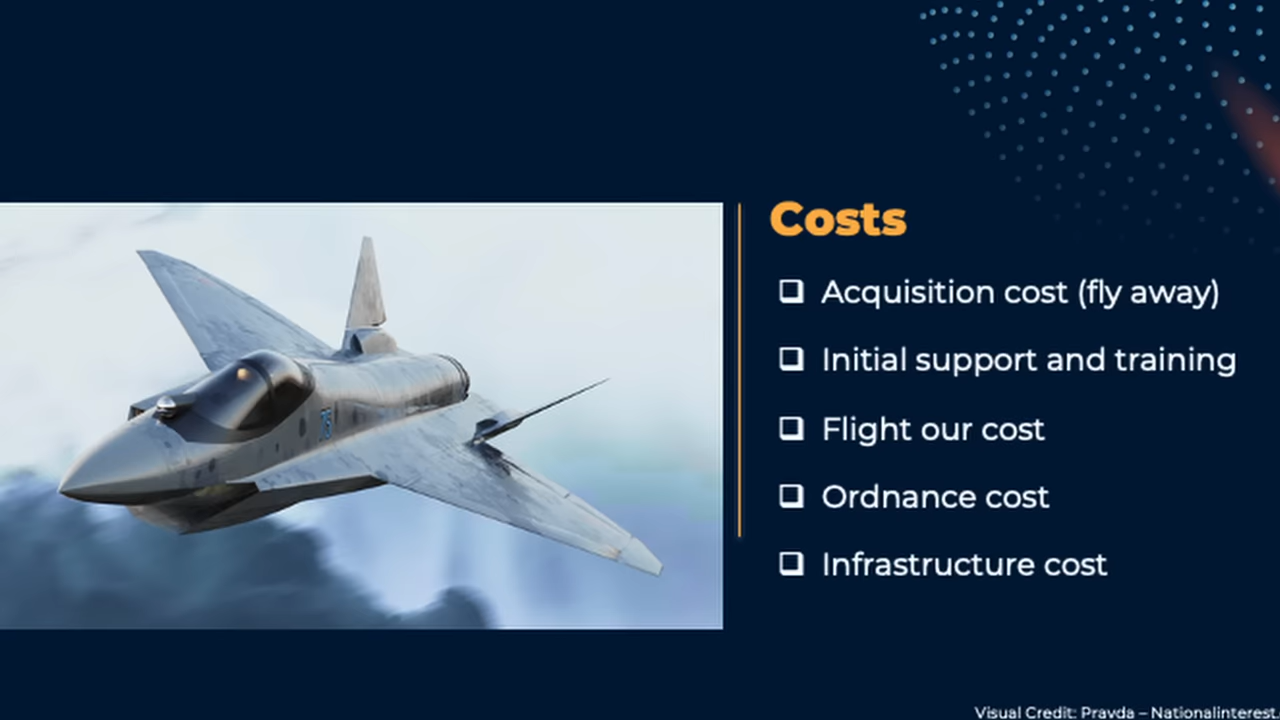 Costs
Acquisition cost (fly away)
Initial support and training
Flight our cost
Ordnance cost
Infrastructure cost
75
Visual Credit: Pravda – Nationalinterest